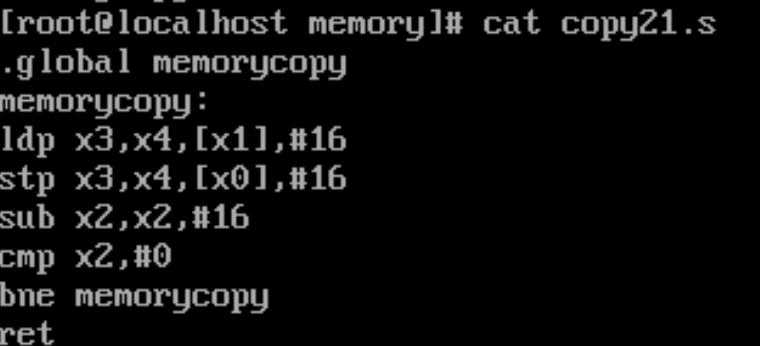 [root@localhost memory]# cat copy21.s
.global memorycopy
memorycopy:
ldp x3,x4,[x1],#16
stp x3,x4,[x0],#16
sub x2,x2,#16
cmp x2,#0
bne memorycopy
ret